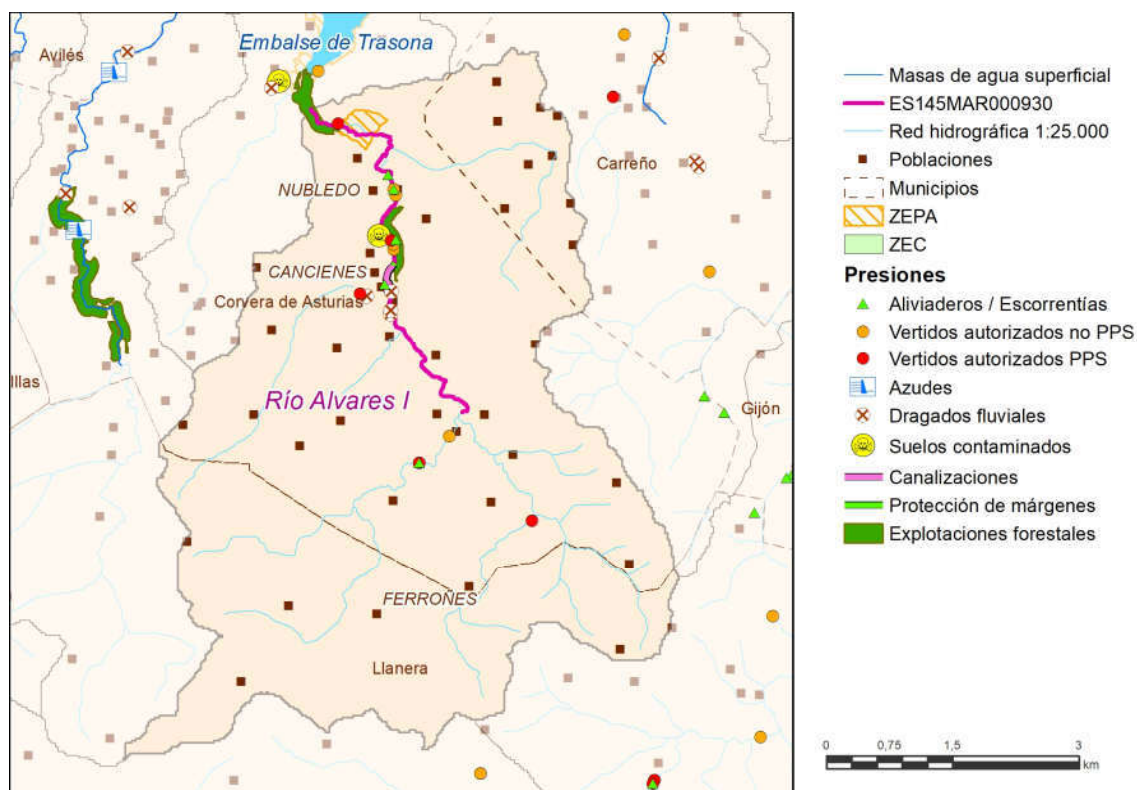 Avilés
Embalse de Trasona
Carreño
NUBLEDO
CANCIENES
Corvera de Asturias
Illas
Río Alvares I
Gijón
FERROÑES
Llanera
Masas de agua superficial
ES145MAR000930
Red hidrográfica 1:25.000
Poblaciones
Municipios
ZEPA
ZEC
Presiones
Aliviaderos / Escorrentías
Vertidos autorizados no PPS
Vertidos autorizados PPS
Azudes
Dragados fluviales
Suelos contaminados
Canalizaciones
Protección de márgenes
Explotaciones forestales
0 0,75 1,5 3
km